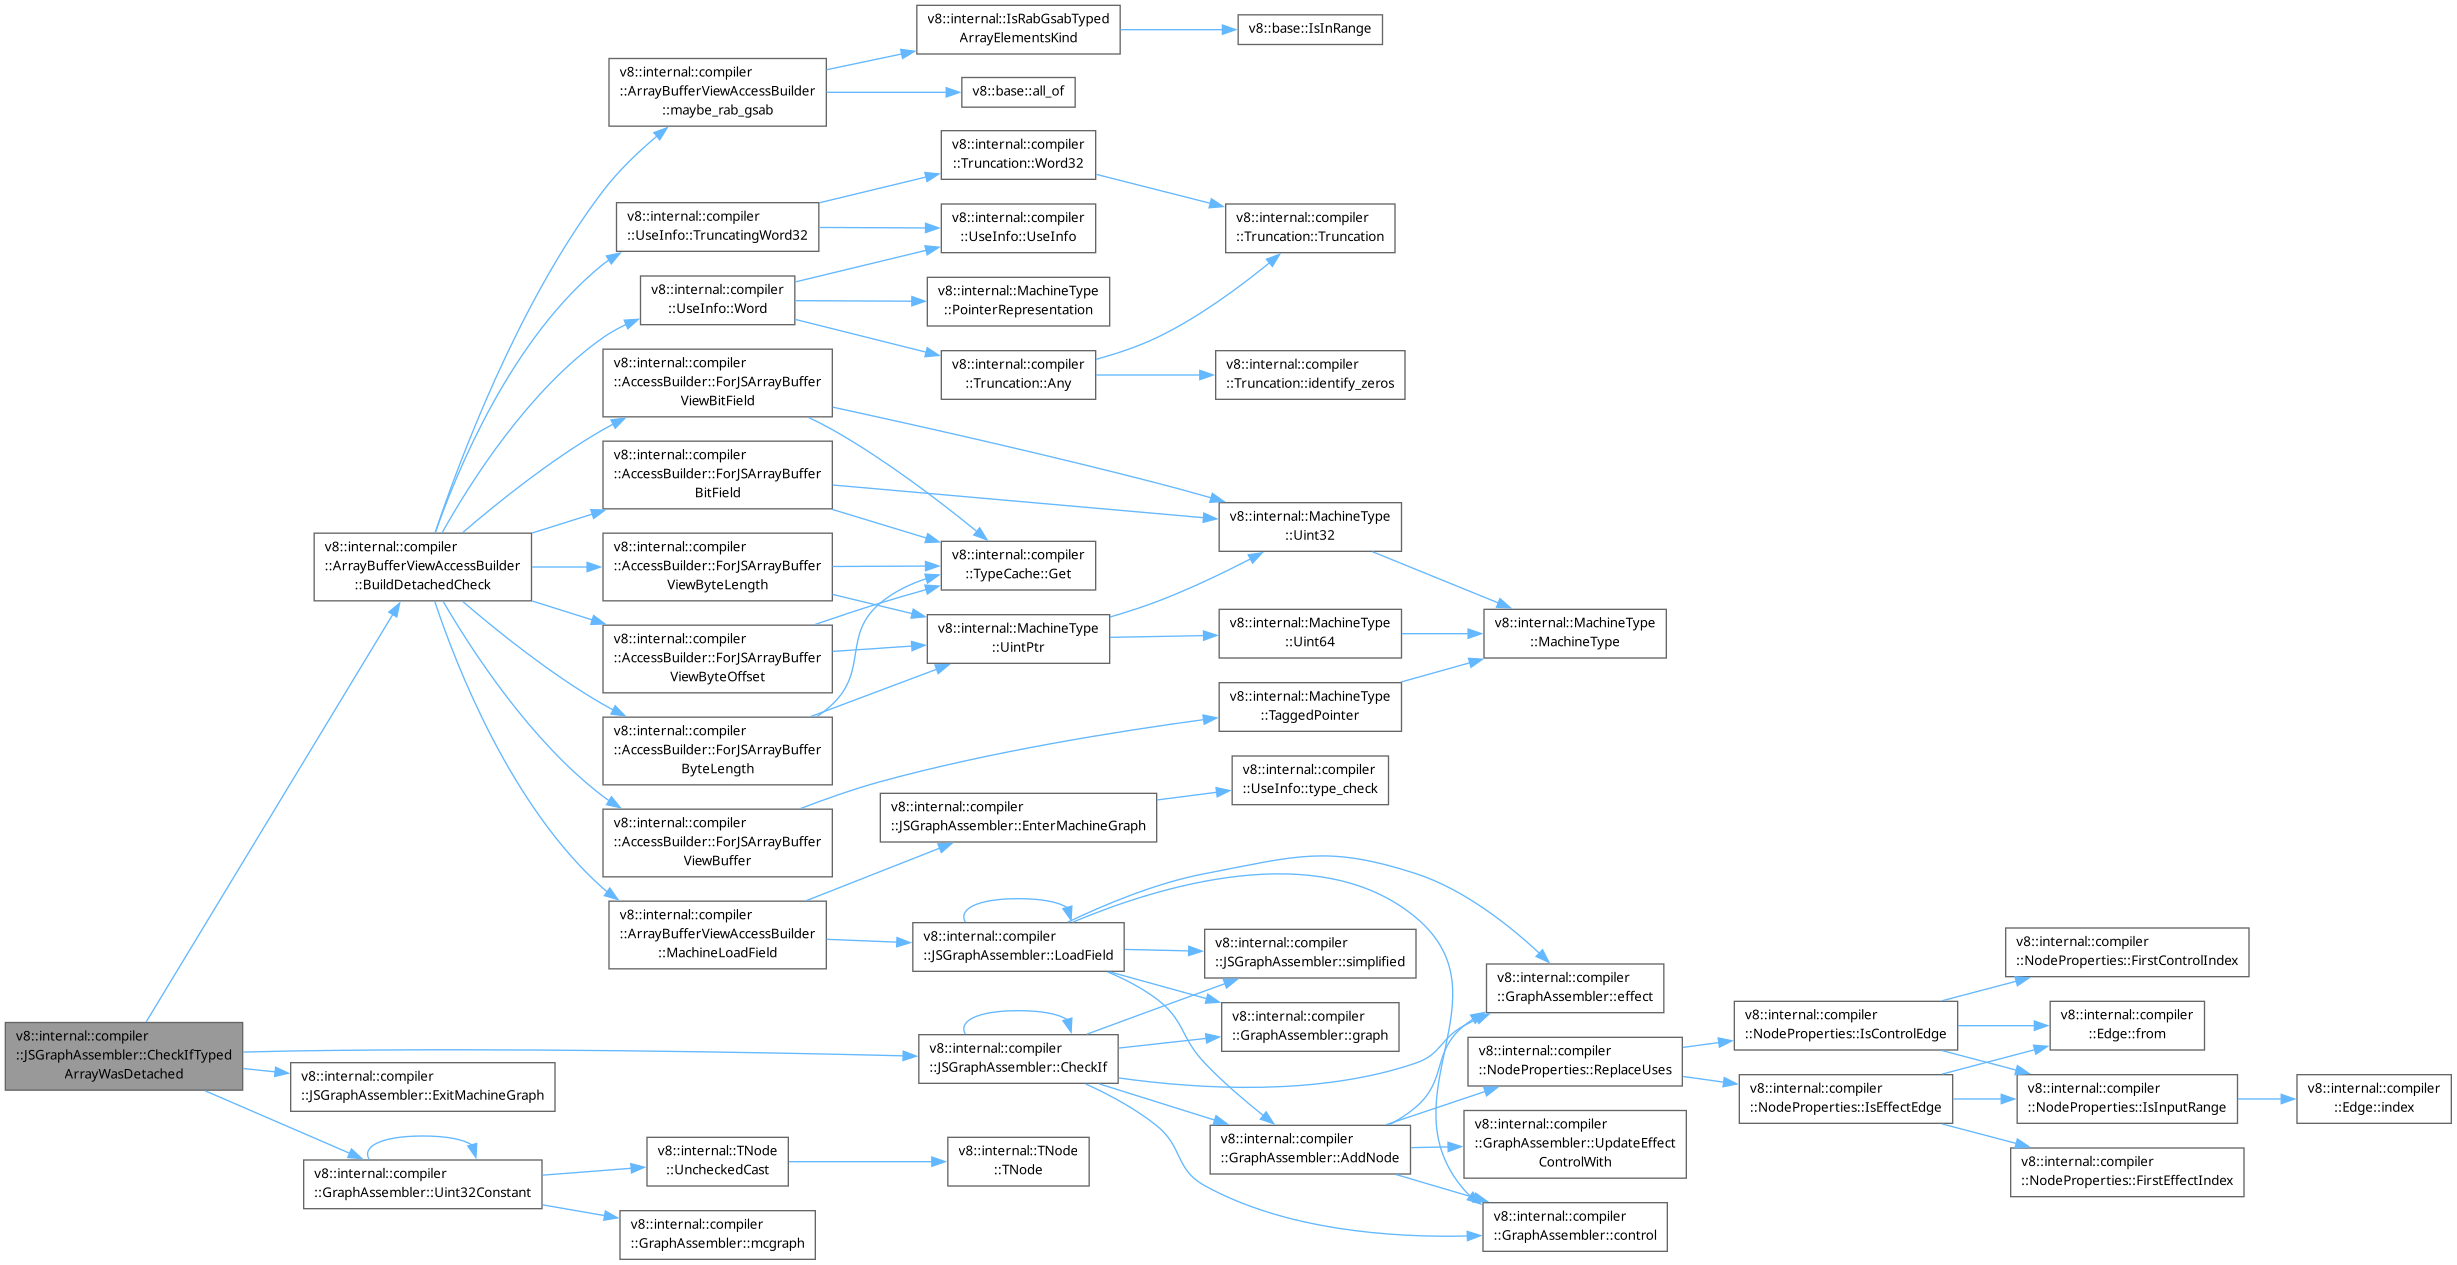 v8::internal::compiler
::JSGraphAssembler::CheckIfTyped
ArrayWasDetached
v8::internal::compiler
::ArrayBufferViewAccessBuilder
::BuildDetachedCheck
v8::internal::compiler
::JSGraphAssembler::ExitMachineGraph
v8::internal::compiler
::GraphAssembler::Uint32Constant
v8::internal::compiler
::ArrayBufferViewAccessBuilder
::maybe_rab_gsab
v8::internal::compiler
::UseInfo::TruncatingWord32
v8::internal::compiler
::UseInfo::Word
v8::internal::compiler
::AccessBuilder::ForJSArrayBuffer
ViewBitField
v8::internal::compiler
::AccessBuilder::ForJSArrayBuffer
BitField
v8::internal::compiler
::AccessBuilder::ForJSArrayBuffer
ViewByteLength
v8::internal::compiler
::AccessBuilder::ForJSArrayBuffer
ViewByteOffset
v8::internal::compiler
::AccessBuilder::ForJSArrayBuffer
ByteLength
v8::internal::compiler
::AccessBuilder::ForJSArrayBuffer
ViewBuffer
v8::internal::compiler
::ArrayBufferViewAccessBuilder
::MachineLoadField
v8::internal::TNode
::UncheckedCast
v8::internal::compiler
::GraphAssembler::mcgraph
v8::internal::IsRabGsabTyped
ArrayElementsKind
v8::base::all_of
v8::internal::compiler
::Truncation::Word32
v8::internal::compiler
::UseInfo::UseInfo
v8::internal::MachineType
::PointerRepresentation
v8::internal::compiler
::Truncation::Any
v8::internal::compiler
::TypeCache::Get
v8::internal::MachineType
::UintPtr
v8::internal::compiler
::JSGraphAssembler::EnterMachineGraph
v8::internal::compiler
::JSGraphAssembler::LoadField
v8::internal::compiler
::JSGraphAssembler::CheckIf
v8::internal::TNode
::TNode
v8::base::IsInRange
v8::internal::compiler
::Truncation::Truncation
v8::internal::compiler
::Truncation::identify_zeros
v8::internal::MachineType
::Uint32
v8::internal::MachineType
::Uint64
v8::internal::MachineType
::TaggedPointer
v8::internal::compiler
::UseInfo::type_check
v8::internal::compiler
::JSGraphAssembler::simplified
v8::internal::compiler
::GraphAssembler::graph
v8::internal::compiler
::GraphAssembler::AddNode
v8::internal::MachineType
::MachineType
v8::internal::compiler
::GraphAssembler::effect
v8::internal::compiler
::NodeProperties::ReplaceUses
v8::internal::compiler
::GraphAssembler::UpdateEffect
ControlWith
v8::internal::compiler
::GraphAssembler::control
v8::internal::compiler
::NodeProperties::IsControlEdge
v8::internal::compiler
::NodeProperties::IsEffectEdge
v8::internal::compiler
::NodeProperties::FirstControlIndex
v8::internal::compiler
::Edge::from
v8::internal::compiler
::NodeProperties::IsInputRange
v8::internal::compiler
::NodeProperties::FirstEffectIndex
v8::internal::compiler
::Edge::index